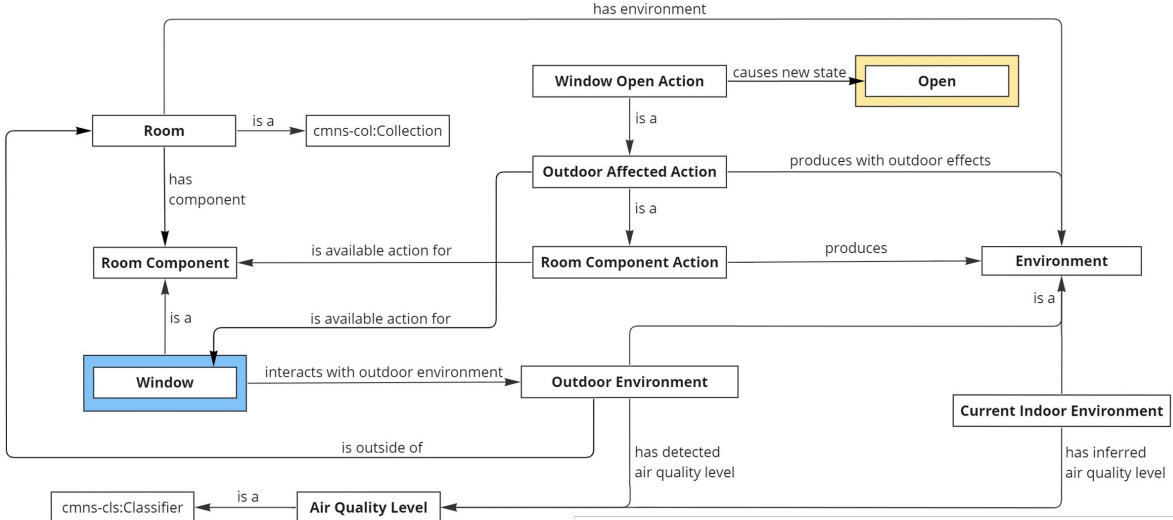 has environment
Window Open Action
causes new state
Open
is a
Room
is a
cmns-col:Collection
Outdoor Affected Action
produces with outdoor effects
has
component
is a
Room Component
is available action for
Room Component Action
produces
Environment
is a
is a
is available action for
Window
interacts with outdoor environment
Outdoor Environment
Current Indoor Environment
is outside of
has detected
air quality level
has inferred
air quality level
cmns-cls:Classifier
is a
Air Quality Level